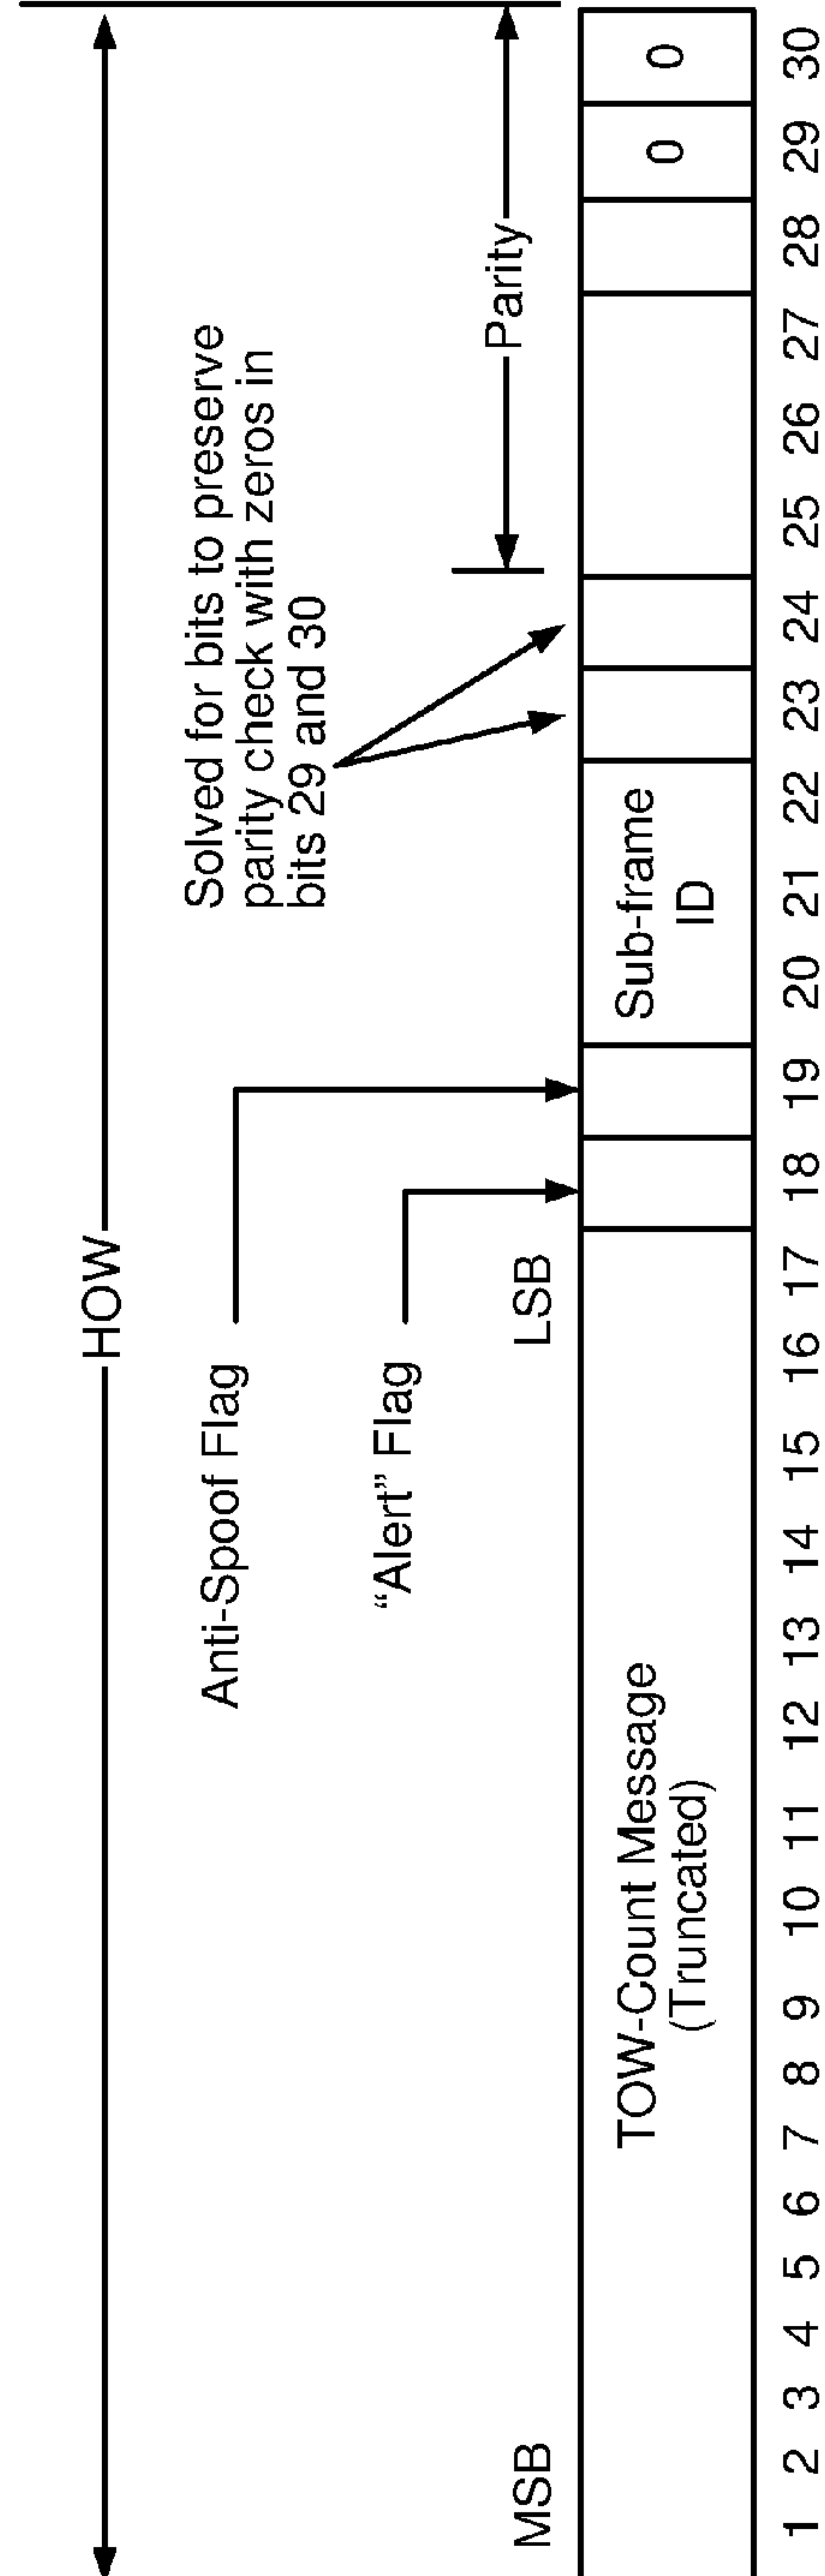 HOW
Anti-Spoof Flag
Solved for bits to preserve
parity check with zeros in
bits 29 and 30
“Alert” Flag
MSB
LSB
Parity
TOW-Count Message
(Truncated)
Sub-frame
ID
0
0
1 2 3 4 5 6 7 8 9 10 11 12 13 14 15 16 17 18 19 20 21 22 23 24 25 26 27 28 29 30